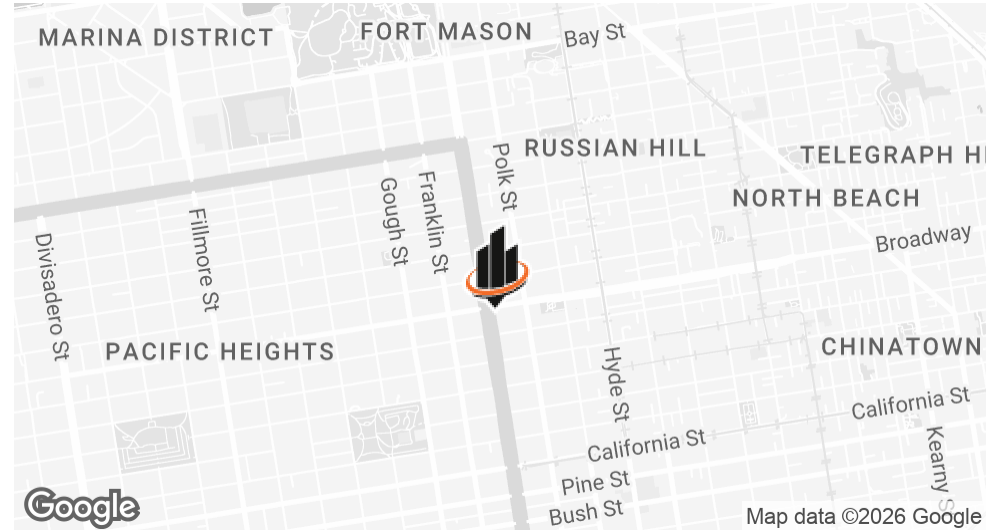 MARINA DISTRICT
FORT MASON
Bay St
Polk St
RUSSIAN HILL
TELEGRAPH HI
NORTH BEACH
Gough St
Franklin St
Fillmore St
Divisadero St
Broadway
PACIFIC HEIGHTS
Hyde St
CHINATOWN
California St
California St
Kearny S
Pine St
Bush St
Google
Map data ©2026 Google